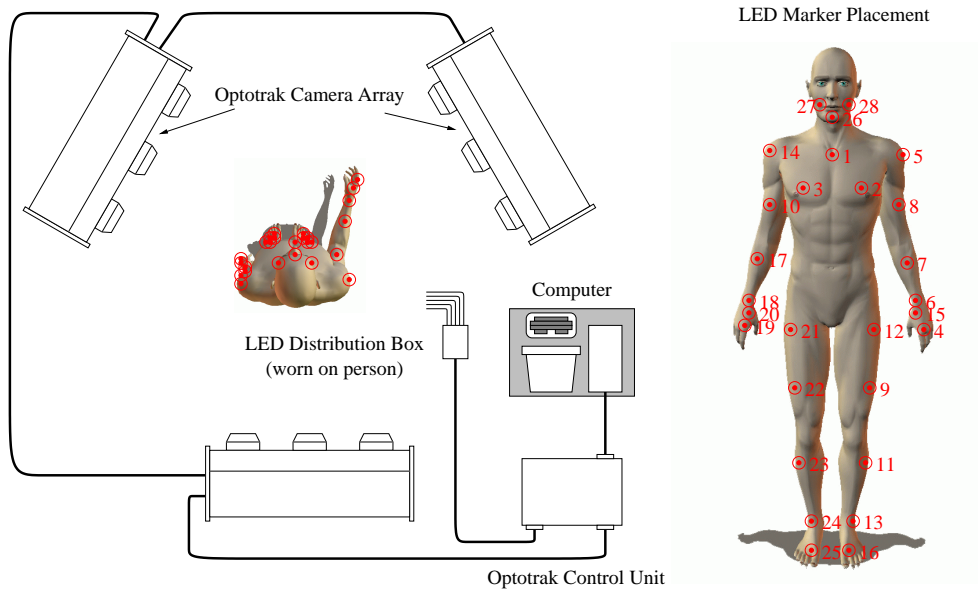 LED Marker Placement
Optotrak Camera Array
27 28
26
14 1 5
3 2
10 8
17 7
18 6
20 15
19 21 12 4
22 9
23 11
24 13
25 16
Computer
LED Distribution Box
(worn on person)
Optotrak Control Unit